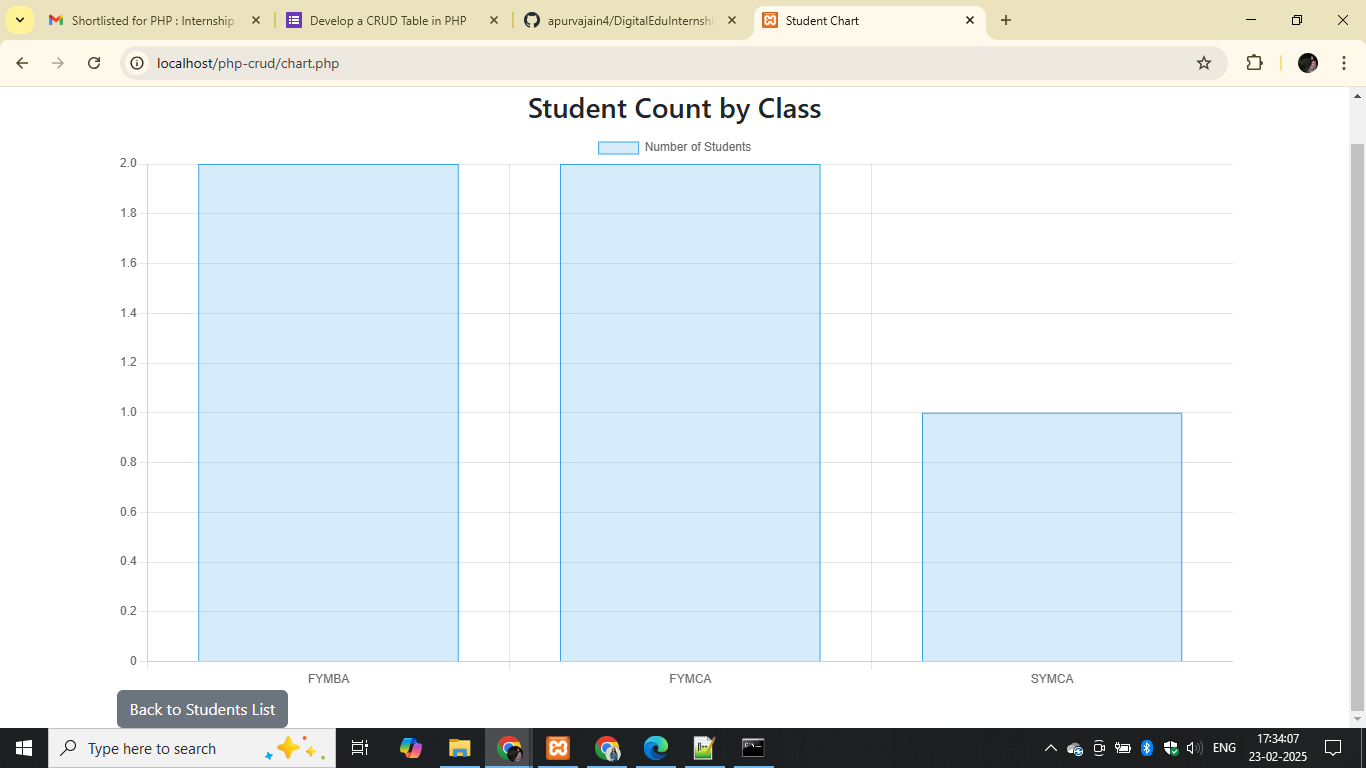 Shortlisted for PHP : Internship
Develop a CRUD Table in PHP
apurvajain4/DigitalEduInternshi
Student Chart
localhost/php-crud/chart.php
Student Count by Class
Number of Students
2.0
1.8
1.6
1.4
1.2
1.0
0.8
0.6
0.4
0.2
0
FYMBA
FYMCA
SYMCA
Back to Students List
Type here to search
ENG
17:34:07
23-02-2025